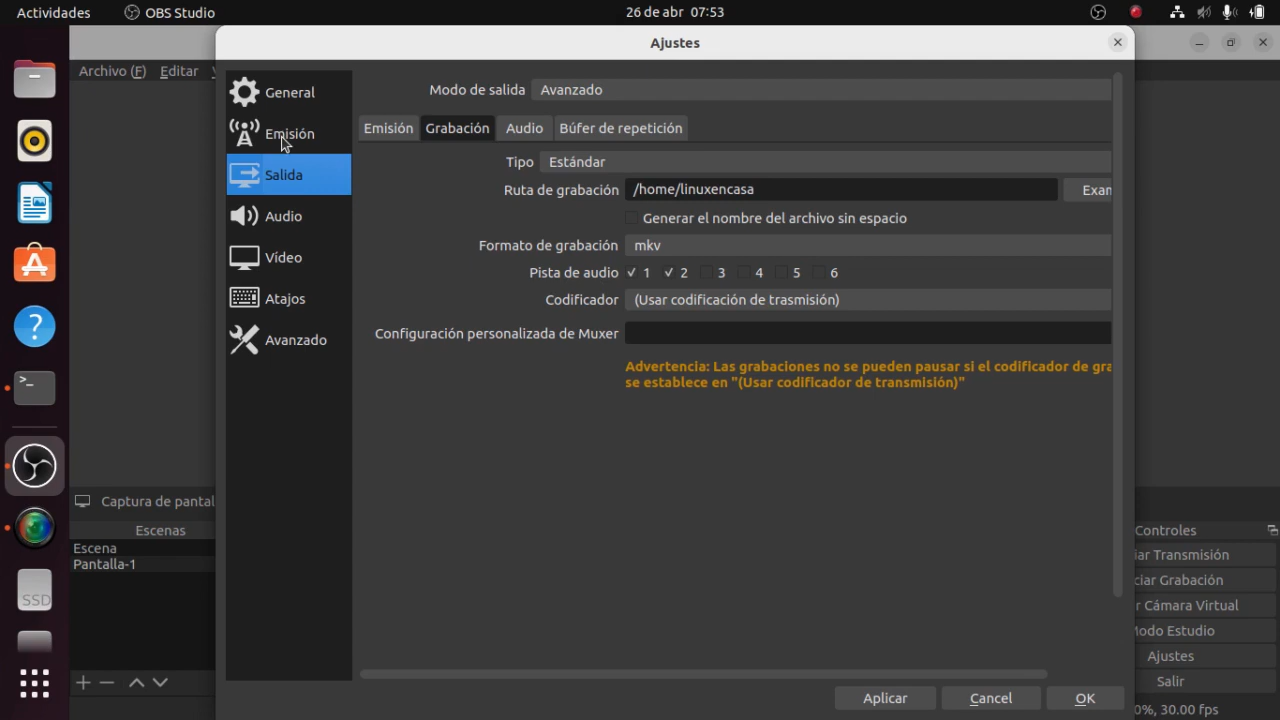 Actividades
OBS Studio
26 de abr 07:53
Ajustes
Archivo (F)
Editar
General
Emisión
Salida
Audio
Vídeo
Atajos
Avanzado
Modo de salida
Avanzado
Emisión
Grabación
Audio
Búfer de repetición
Tipo
Estándar
Ruta de grabación
/home/linuxencasa
Exan
Generar el nombre del archivo sin espacio
Formato de grabación
mkv
Pista de audio
1
2
3
4
5
6
Codificador
(Usar codificación de trasmisión)
Configuración personalizada de Muxer
Advertencia: Las grabaciones no se pueden pausar si el codificador de gra
se establece en "(Usar codificador de transmisión)"
Captura de pantal
Escenas
Escena
Pantalla-1
SSD
Controles
iar Transmisión
ciar Grabación
r Cámara Virtual
Modo Estudio
Ajustes
Salir
0%, 30.00 fps
Aplicar
Cancel
OK